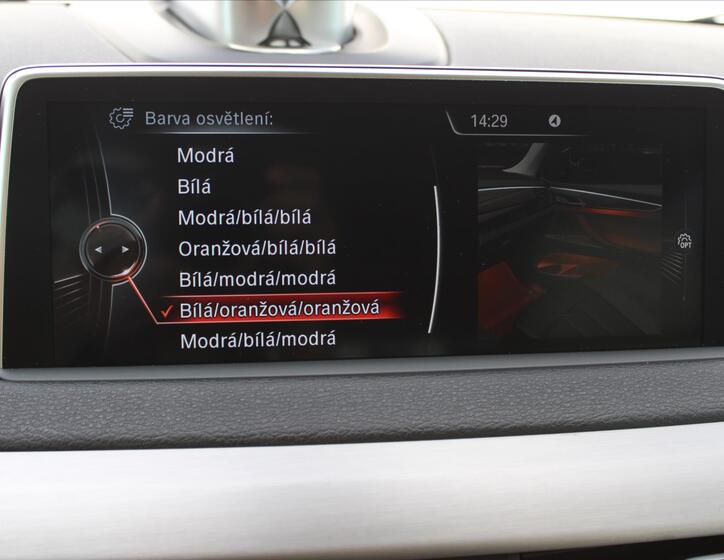 Barva osvětlení:
14:29
Modrá
Bílá
Modrá/bílá/bílá
Oranžová/bílá/bílá
Bílá/modrá/modrá
Bílá/oranžová/oranžová
Modrá/bílá/modrá
OPT